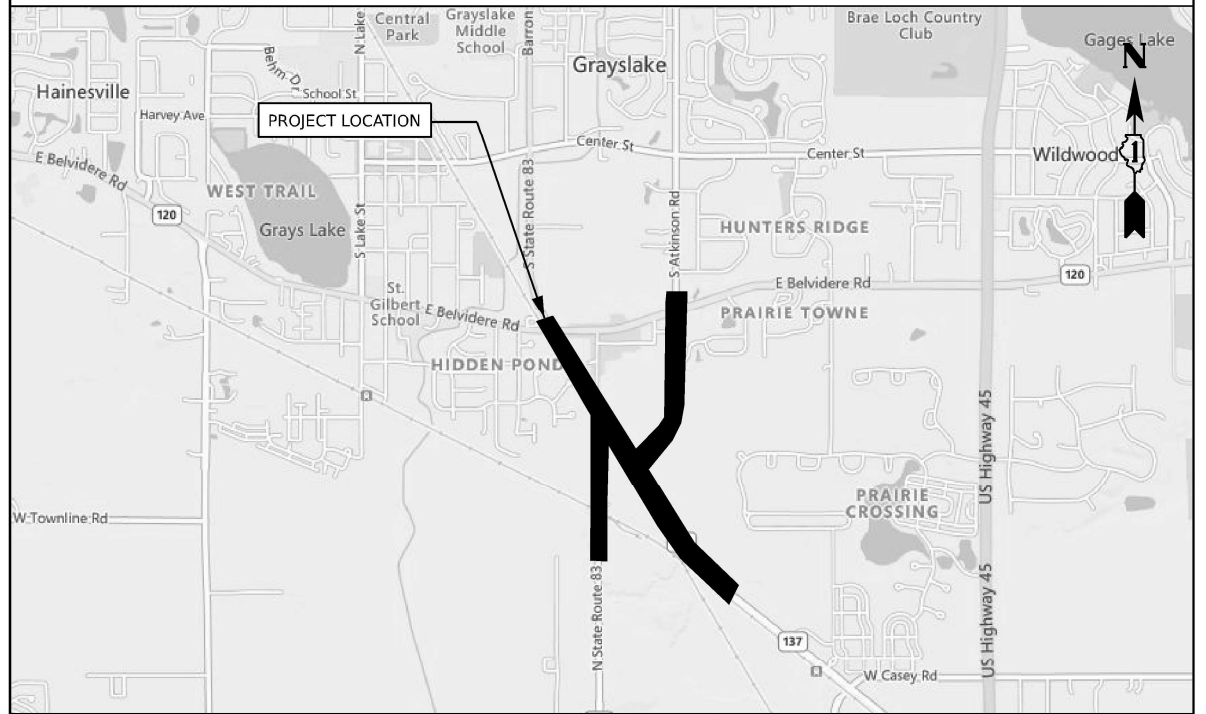 Central
Park
Grayslake
Middle
School
Brae Loch Country
Club
N Lake
Barron
Gages Lake
N
Behm Dr
Grayslake
Hainesville
School St
Harvey Ave
PROJECT LOCATION
Center St
Center St
Wildwood
1
E Belvidere Rd
WEST TRAIL
120
S Lake St
Grays Lake
S State Route 83
S Atkinson Rd
HUNTERS RIDGE
120
E Belvidere Rd
St.
Gilbert
School
E Belvidere Rd
PRAIRIE TOWNE
HIDDEN POND
US Highway 45
PRAIRIE
CROSSING
W Townline Rd
N State Route 83
US Highway 45
137
W Casey Rd